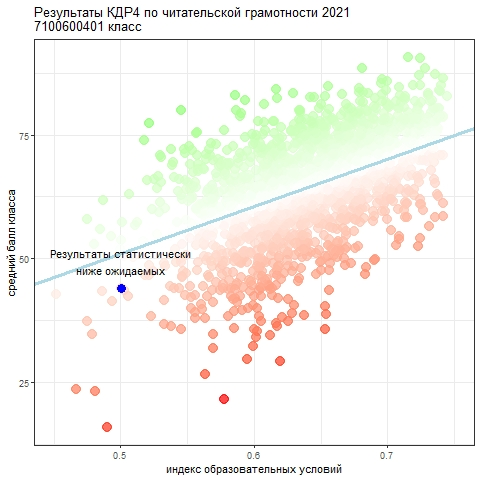 Результаты КДР4 по читательской грамотности 2021
7100600401 класс
средний балл класса
75
50
25
Результаты статистически
ниже ожидаемых
0.5
0.6
0.7
индекс образовательных условий